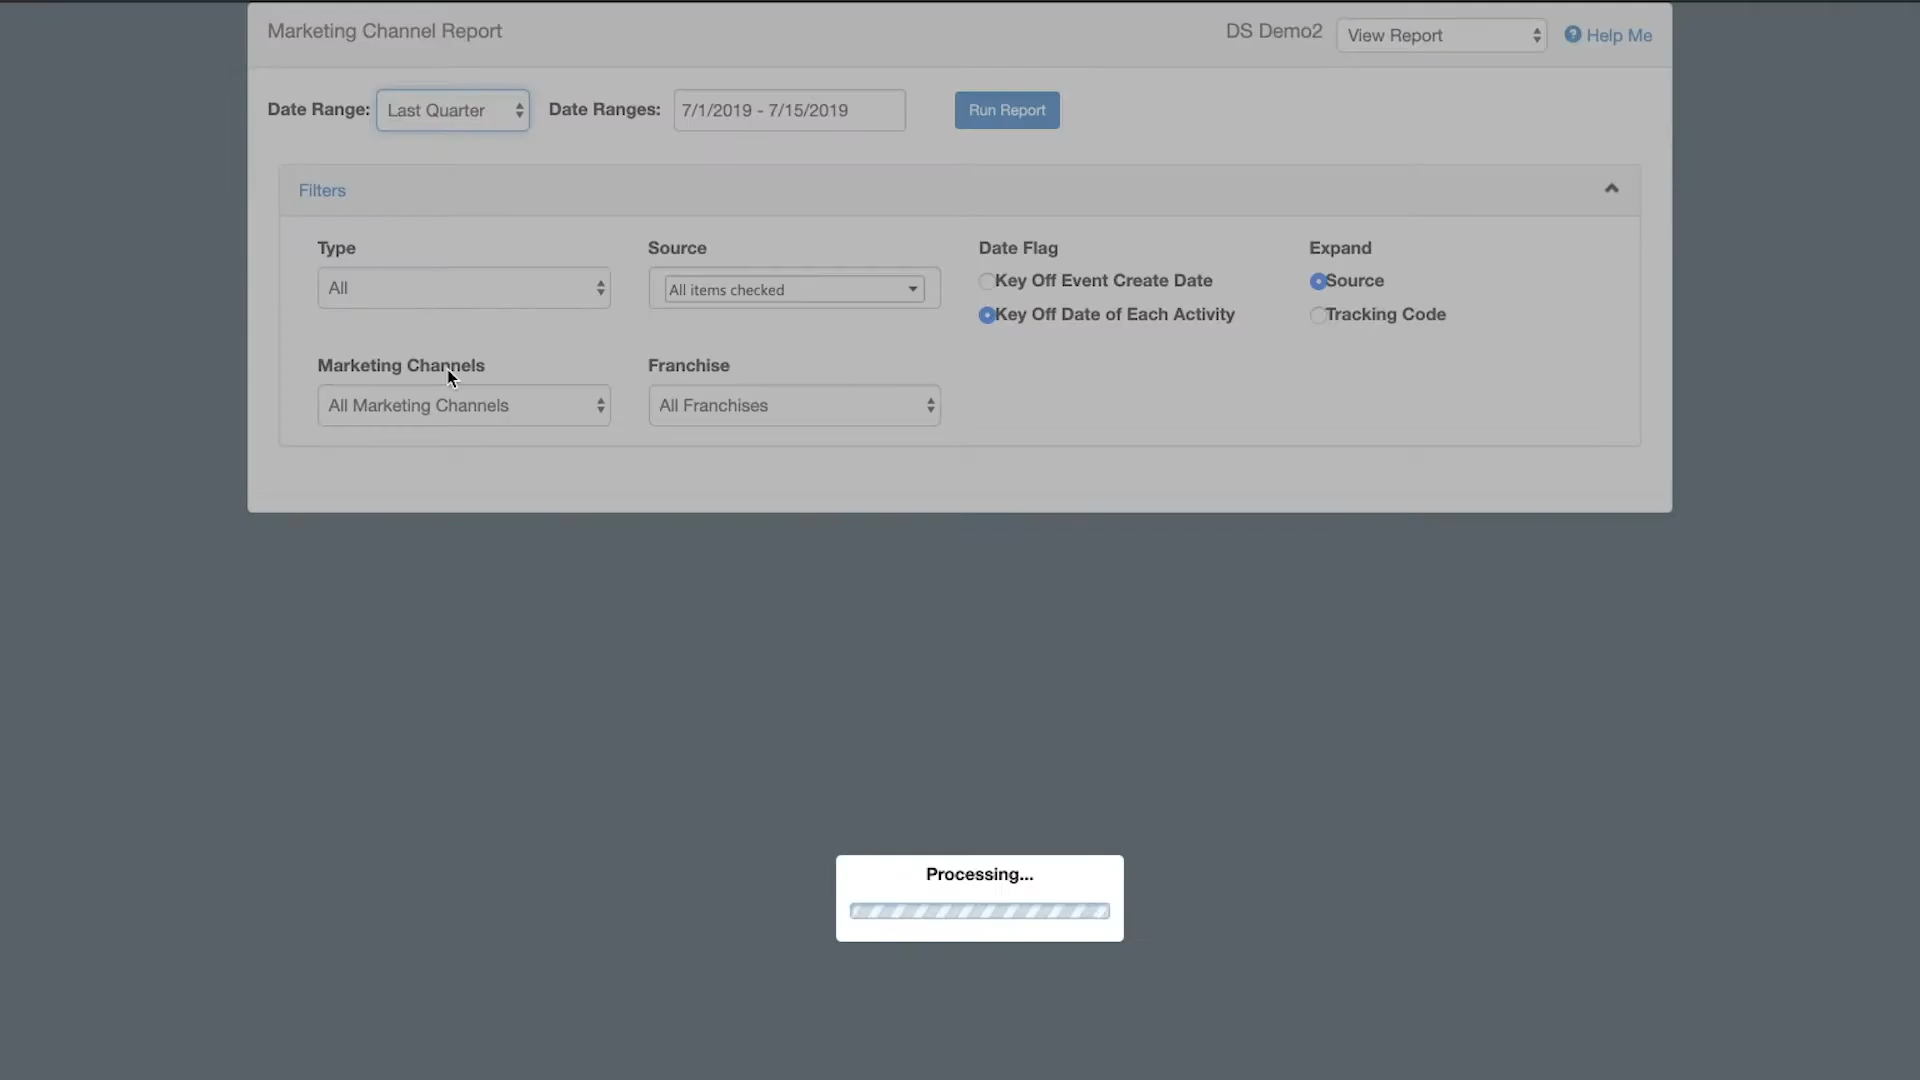 Marketing Channel Report
DS Demo2 View Report Help Me
Date Range: Last Quarter Date Ranges: 7/1/2019 - 7/15/2019 Run Report
Filters
Type Source Date Flag Expand
All All items checked Key Off Event Create Date Source
Key Off Date of Each Activity Tracking Code
Marketing Channels Franchise
All Marketing Channels All Franchises
Processing...